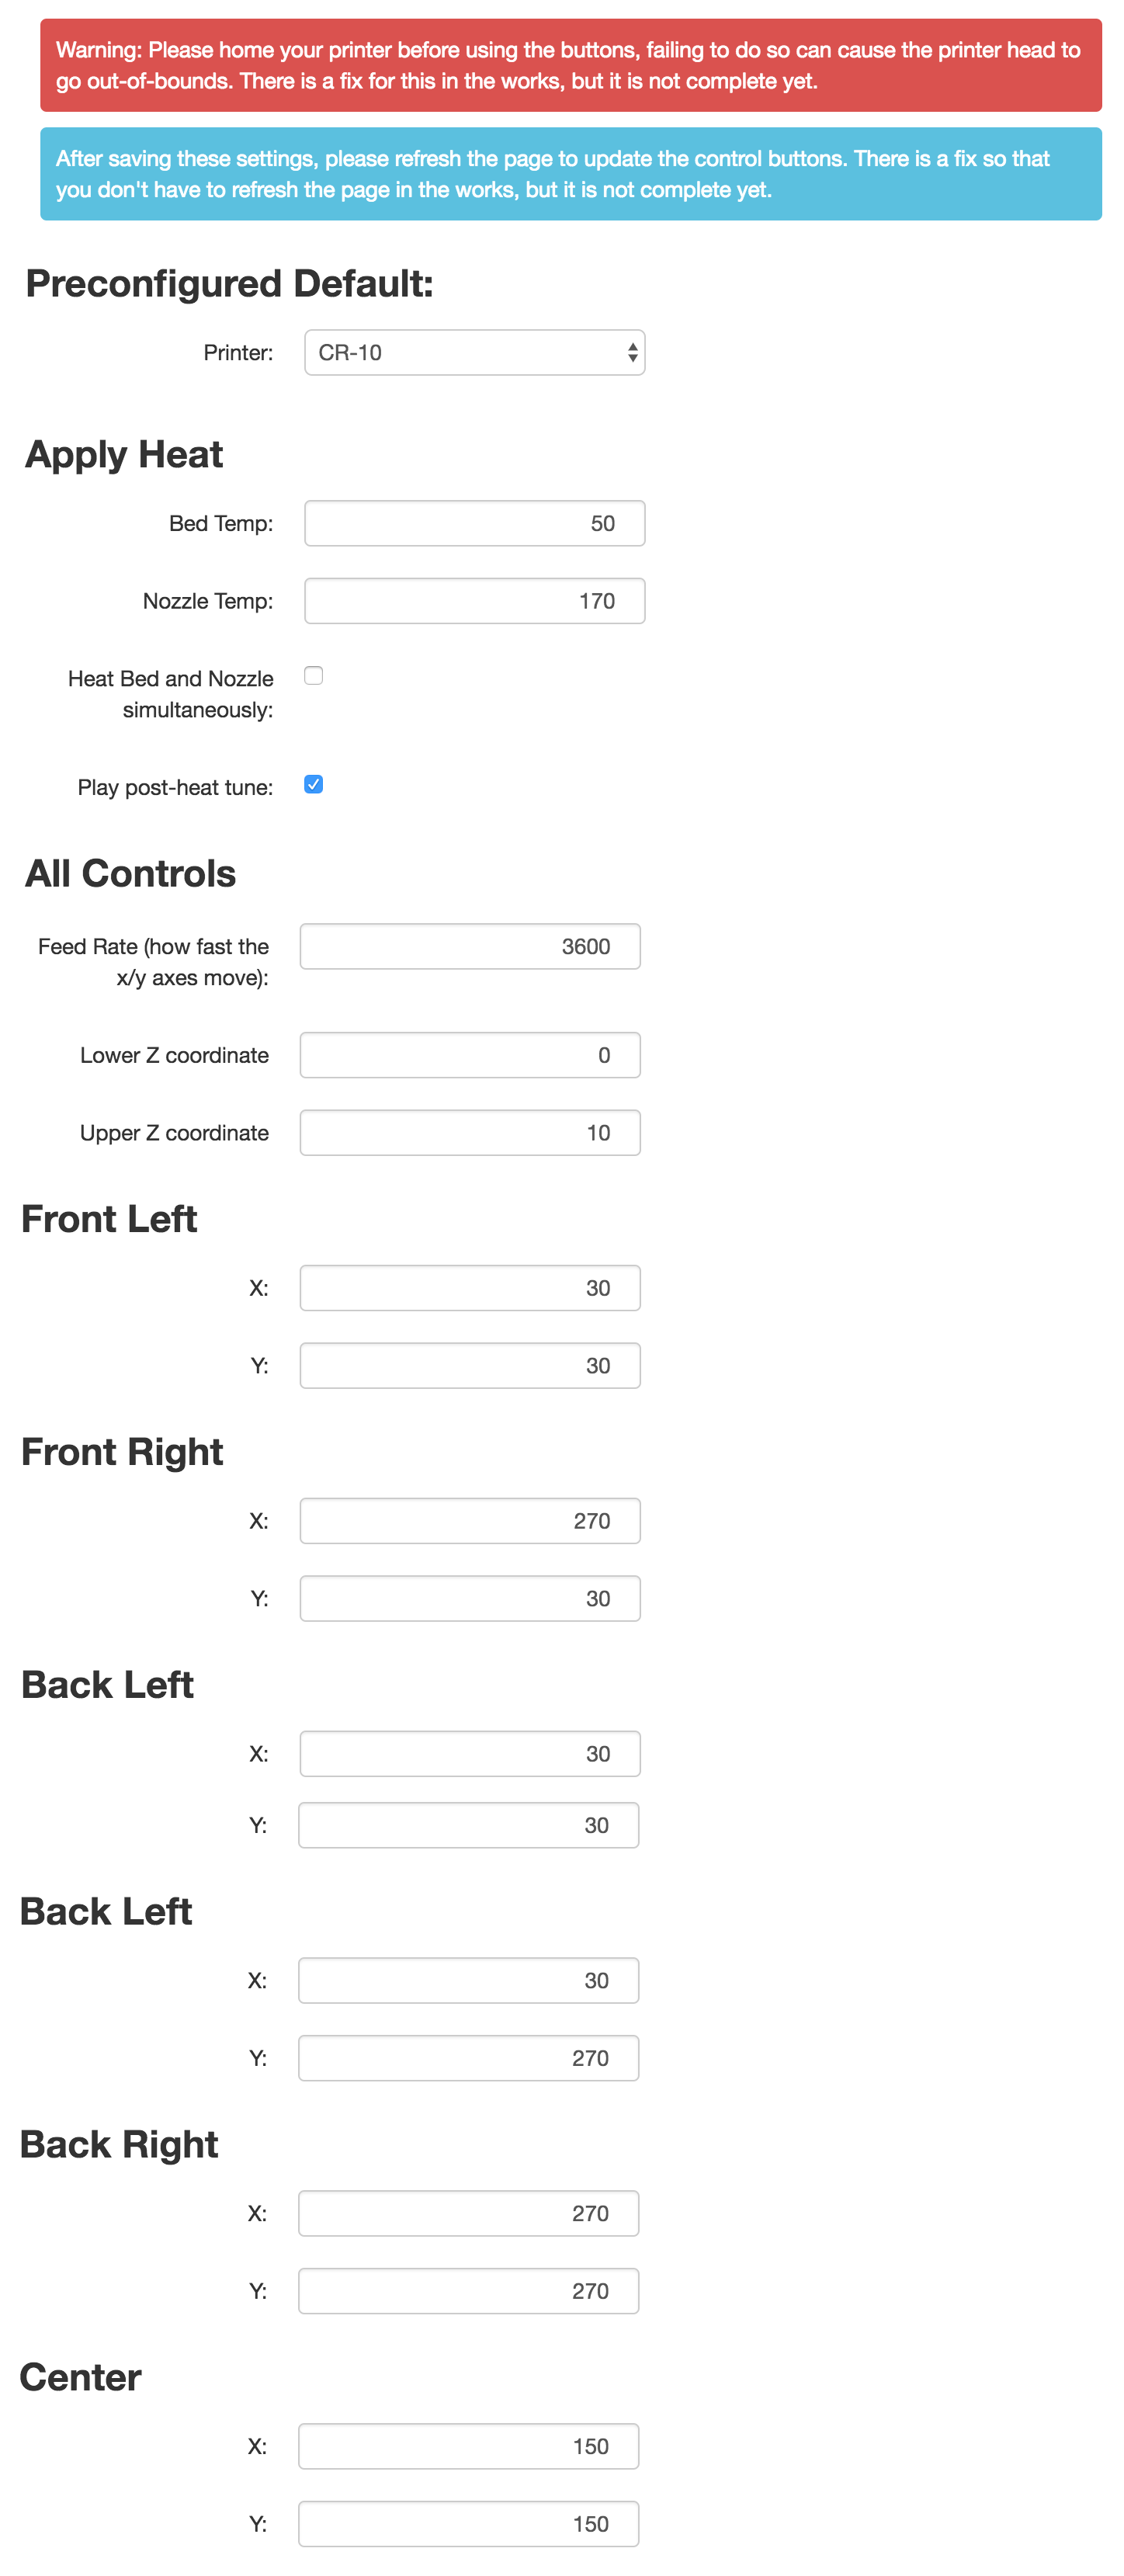 Warning: Please home your printer before using the buttons, failing to do so can cause the printer head to
go out-of-bounds. There is a fix for this in the works, but it is not complete yet.
After saving these settings, please refresh the page to update the control buttons. There is a fix so that
you don't have to refresh the page in the works, but it is not complete yet.
Preconfigured Default:
Printer: CR-10
Apply Heat
Bed Temp: 50
Nozzle Temp: 170
Heat Bed and Nozzle
simultaneously:
Play post-heat tune:
All Controls
Feed Rate (how fast the 3600
x/y axes move):
Lower Z coordinate 0
Upper Z coordinate 10
Front Left
X: 30
Y: 30
Front Right
X: 270
Y: 30
Back Left
X: 30
Y: 30
Back Left
X: 30
Y: 270
Back Right
X: 270
Y: 270
Center
X: 150
Y: 150